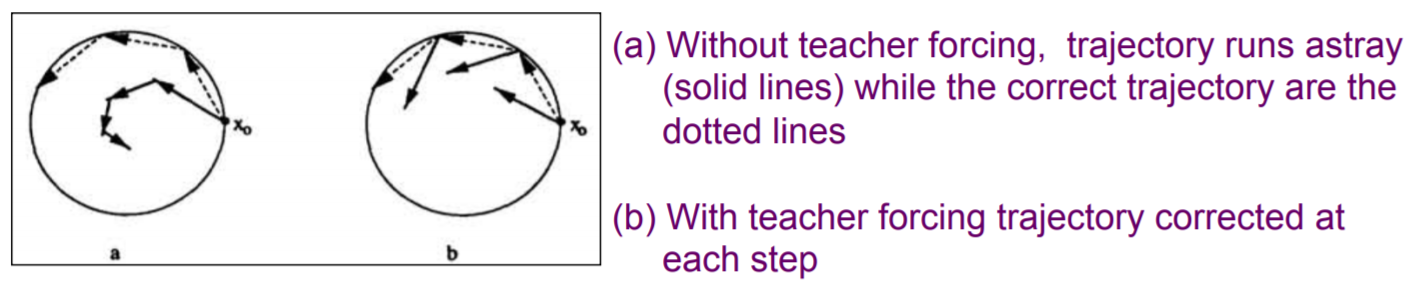 x₀
a
x₀
b
(a) Without teacher forcing, trajectory runs astray
(solid lines) while the correct trajectory are the
dotted lines
(b) With teacher forcing trajectory corrected at
each step